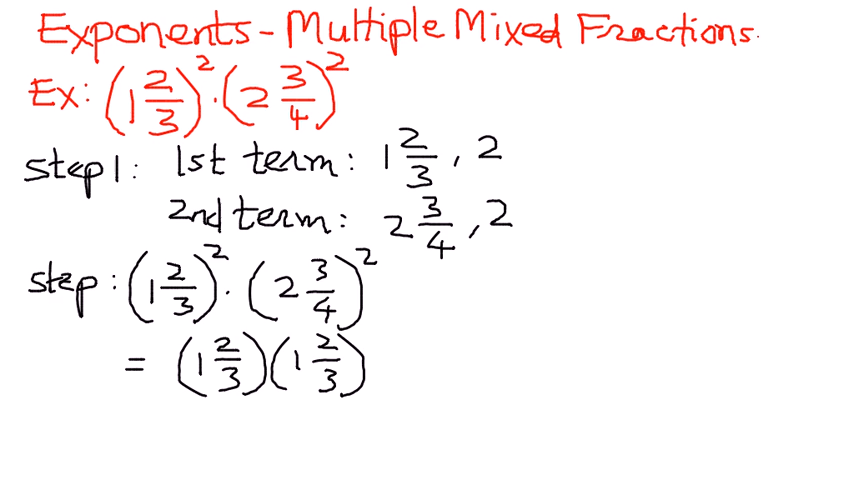 Exponents - Multiple Mixed Fractions.
Ex: (1 2/3)² · (2 3/4)²
step1: 1st term: 1 2/3, 2
2nd term: 2 3/4, 2
step: (1 2/3)² · (2 3/4)²
= (1 2/3)(1 2/3)